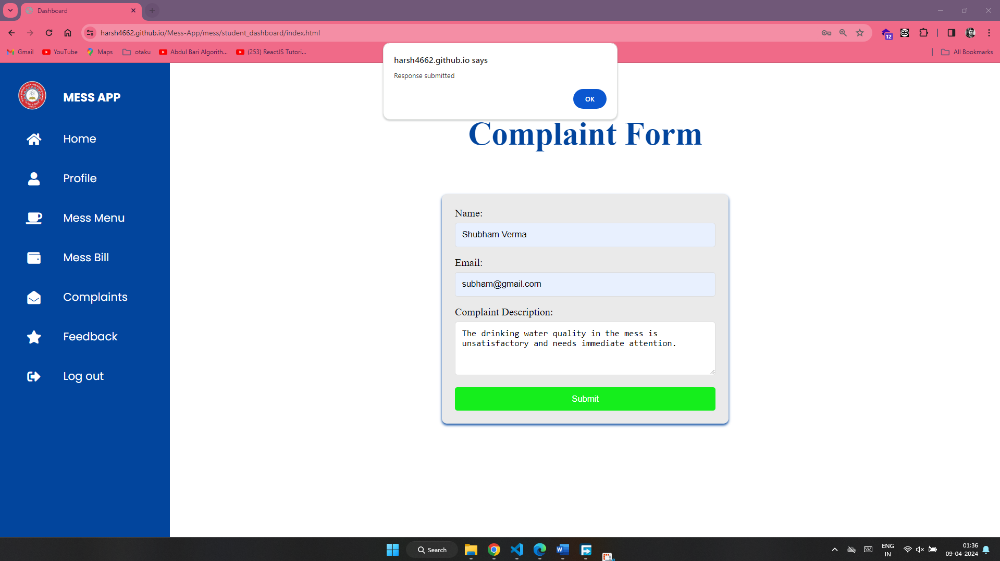 Dashboard
harsh4662.github.io/Mess-App/mess/student_dashboard/index.html
12
Gmail
YouTube
Maps
otaku
Abdul Bari Algorith...
(253) ReactJS Tutori...
All Bookmarks
harsh4662.github.io says
Response submitted
OK
MESS APP
Home
Profile
Mess Menu
Mess Bill
Complaints
Feedback
Log out
Complaint Form
Name:
Shubham Verma
Email:
subham@gmail.com
Complaint Description:
The drinking water quality in the mess is
unsatisfactory and needs immediate attention.
Submit
Search
ENG
IN
01:36
09-04-2024